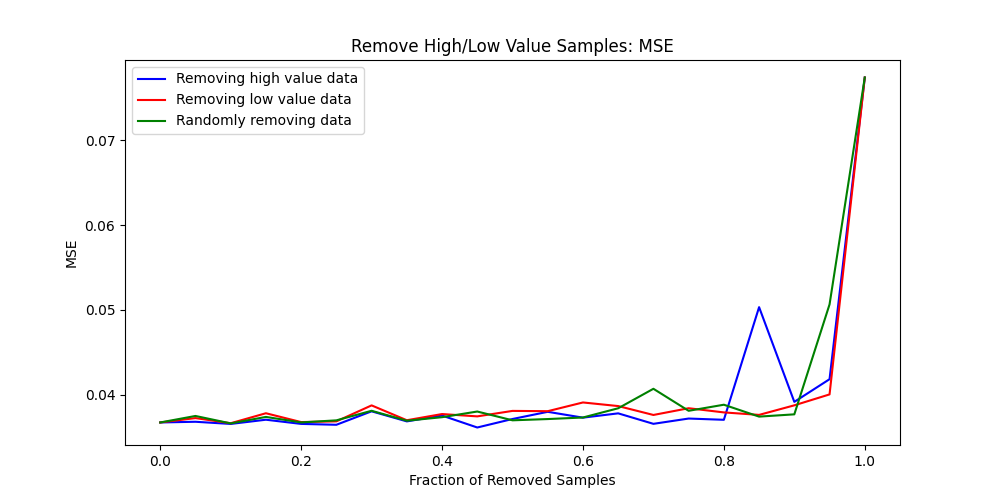 Remove High/Low Value Samples: MSE
Removing high value data
Removing low value data
Randomly removing data
0.07
0.06
0.05
0.04
MSE
0.0 0.2 0.4 0.6 0.8 1.0
Fraction of Removed Samples